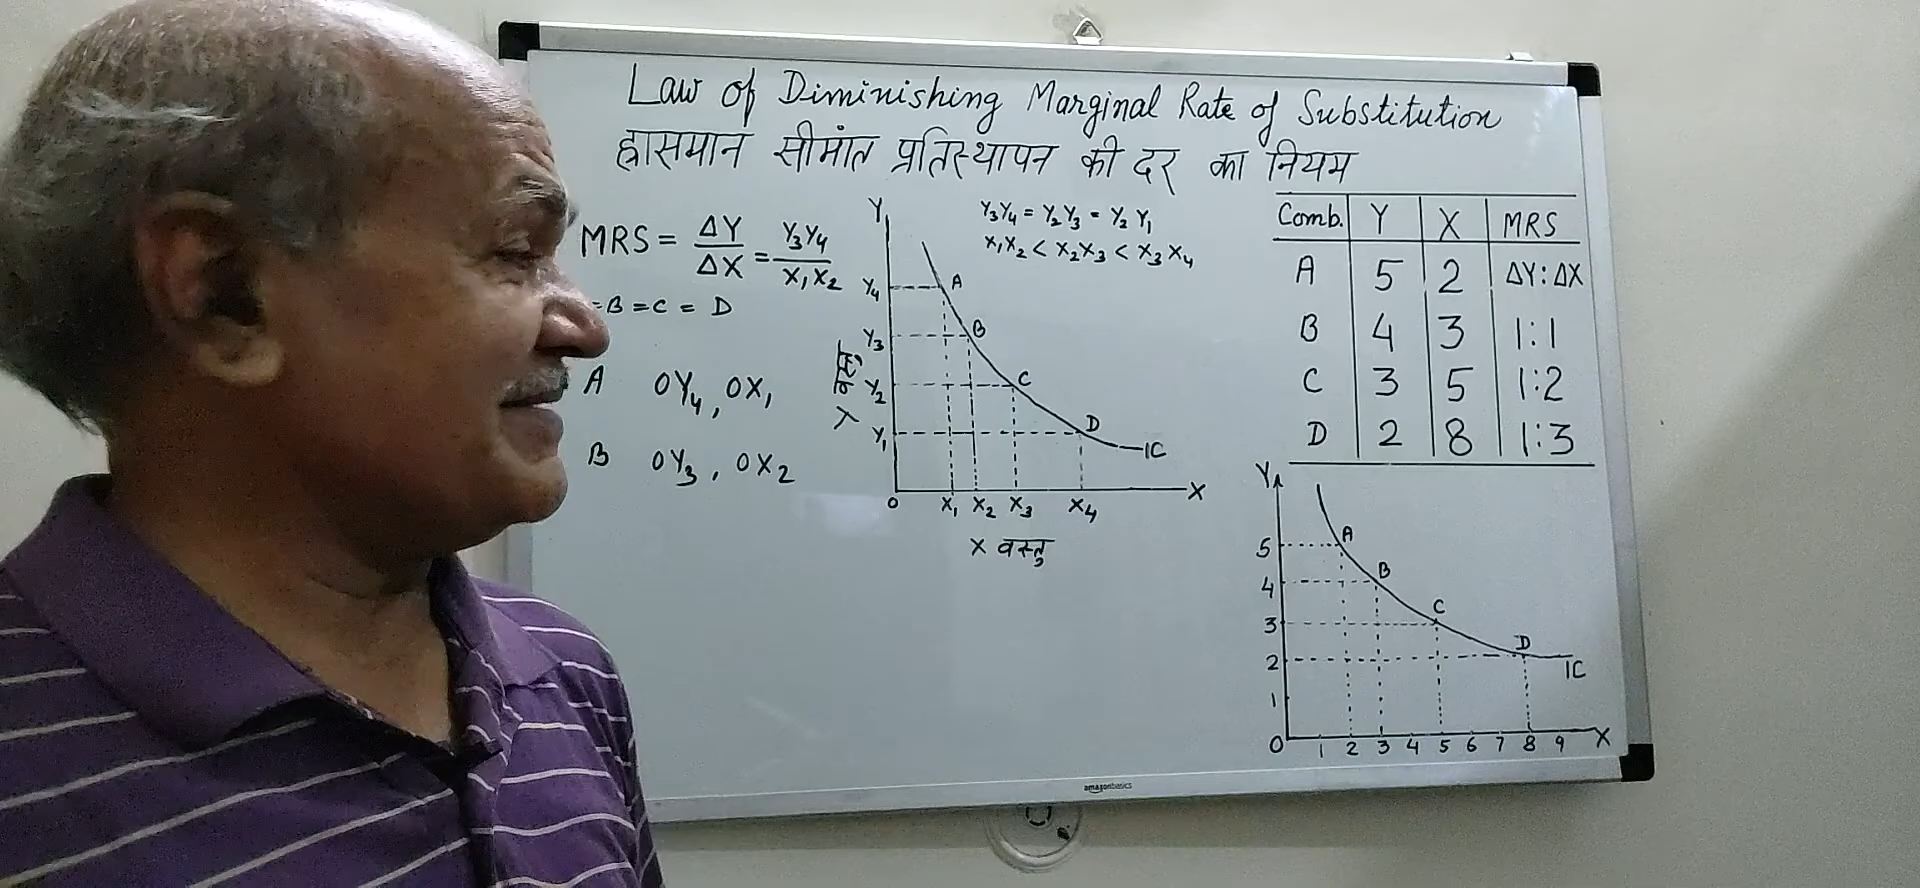 Law of Diminishing Marginal Rate of Substitution
ह्रासमान सीमांत प्रतिस्थापन की दर का नियम
MRS = ΔY/ΔX = Y₃Y₄/X₁X₂
=B = C = D
A OY₄, OX₁
B OY₃, OX₂
Y₃Y₄ = Y₂Y₃ = Y₂Y₁
X₁X₂ < X₂X₃ < X₃X₄
Y
Y₄ A
Y₃ B
Y₂ C
Y₁ D
IC
O X₁ X₂ X₃ X₄ X
Y
X वस्तु
Comb. Y X MRS
A 5 2 ΔY:ΔX
B 4 3 1:1
C 3 5 1:2
D 2 8 1:3
Y
5 A
4 B
3 C
2 D
IC
1
O 1 2 3 4 5 6 7 8 9 X
amazonbasics